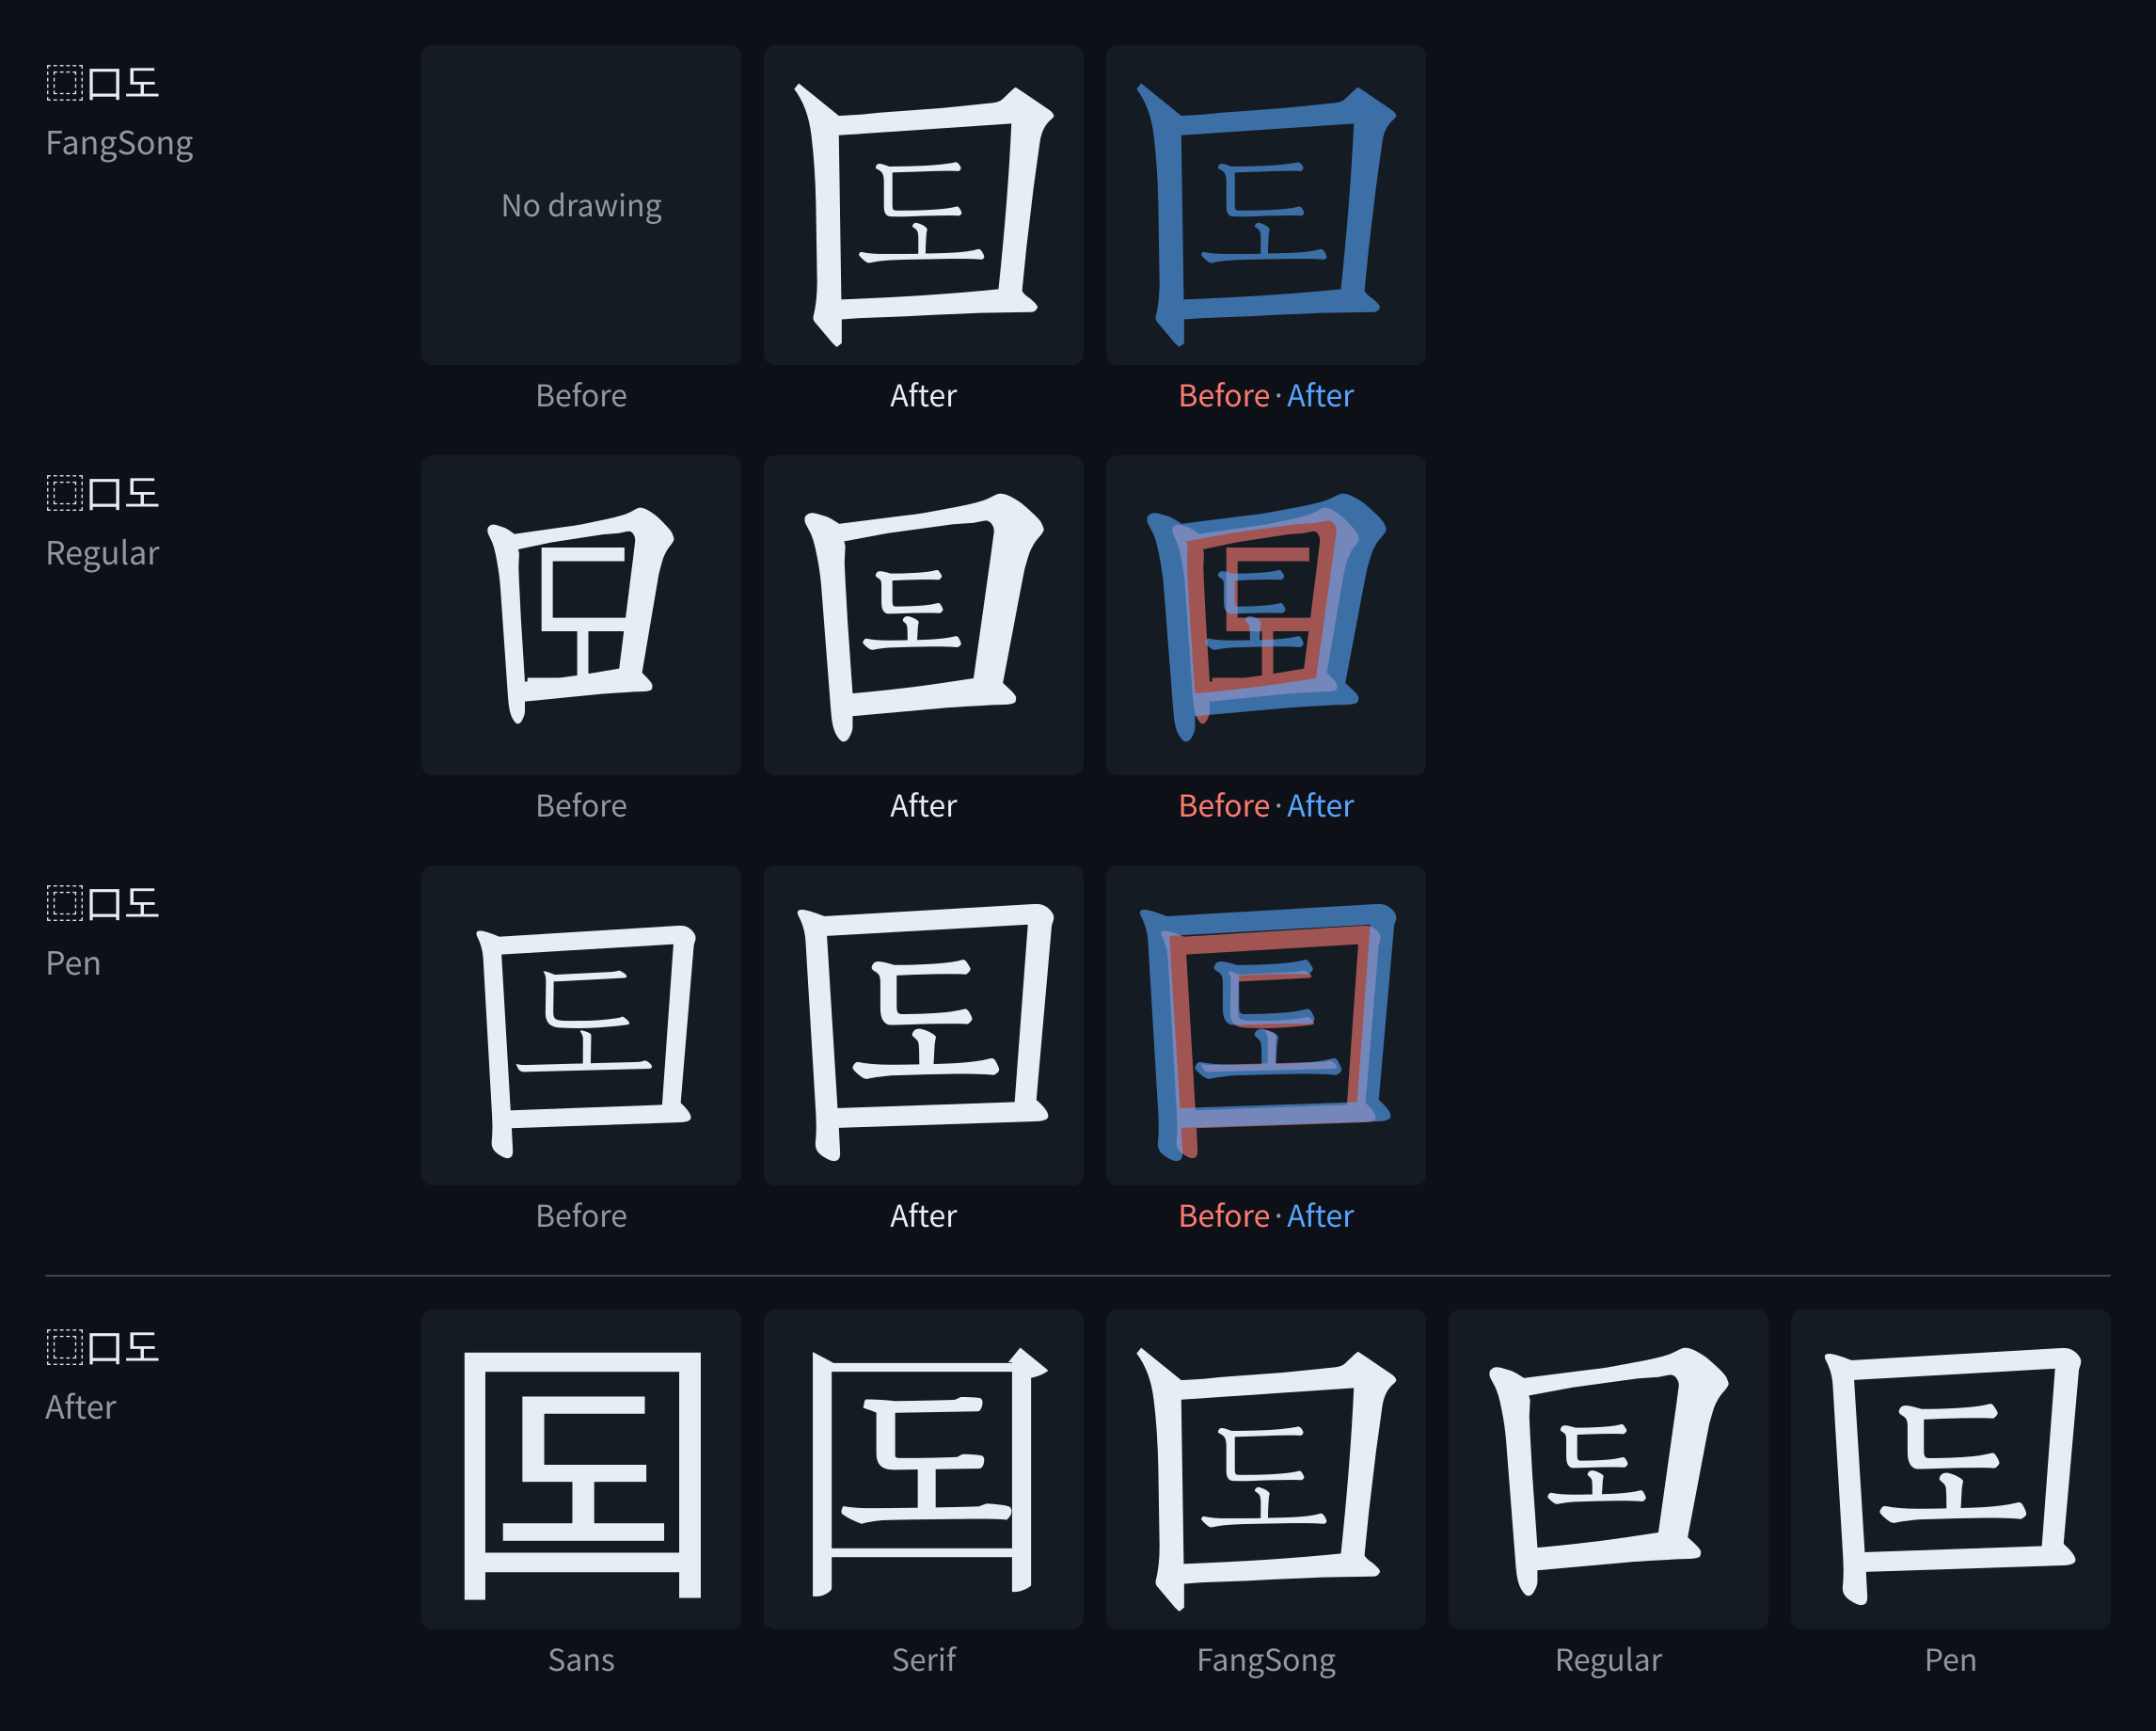 ⿴口도
FangSong
No drawing
Before
After
Before · After
⿴口도
Regular
Before
After
Before · After
⿴口도
Pen
Before
After
Before · After
⿴口도
After
Sans
Serif
FangSong
Regular
Pen